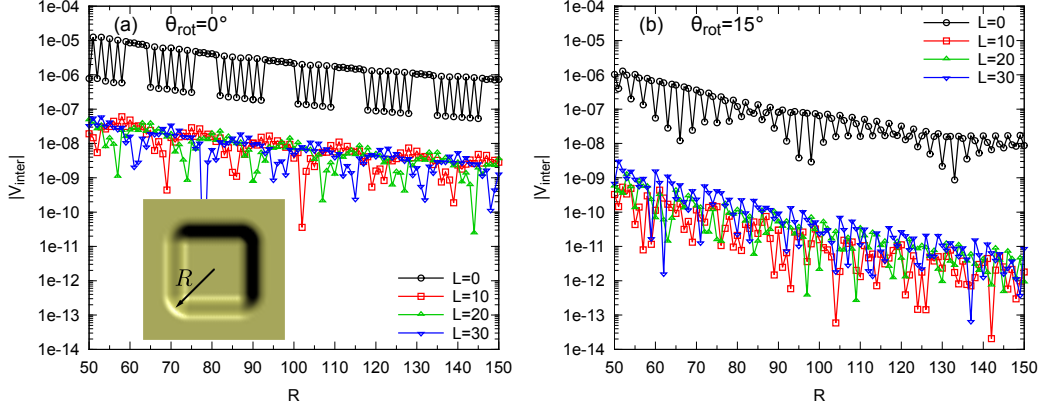 (a) θrot=0°
|Vinter|
1e-04
1e-05
1e-06
1e-07
1e-08
1e-09
1e-10
1e-11
1e-12
1e-13
1e-14
R
L=0
L=10
L=20
L=30
50 60 70 80 90 100 110 120 130 140 150
R
(b) θrot=15°
|Vinter|
1e-04
1e-05
1e-06
1e-07
1e-08
1e-09
1e-10
1e-11
1e-12
1e-13
1e-14
L=0
L=10
L=20
L=30
50 60 70 80 90 100 110 120 130 140 150
R